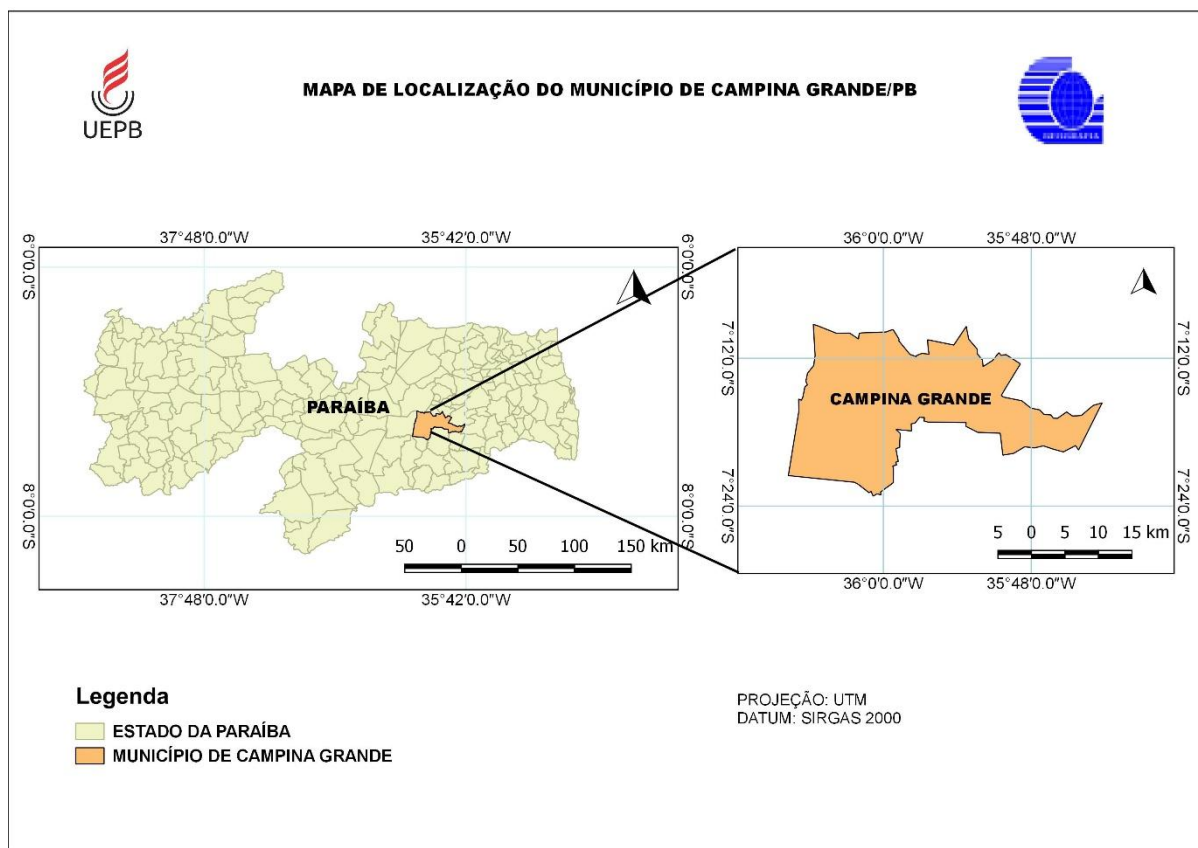 UEPB
MAPA DE LOCALIZAÇÃO DO MUNICÍPIO DE CAMPINA GRANDE/PB
GEOGRAFIA
37°48'0.0"W 35°42'0.0"W
6°0'0.0"S 6°0'0.0"S
PARAÍBA
8°0'0.0"S 8°0'0.0"S
50 0 50 100 150 km
37°48'0.0"W 35°42'0.0"W
36°0'0.0"W 35°48'0.0"W
7°12'0.0"S 7°12'0.0"S
CAMPINA GRANDE
7°24'0.0"S 7°24'0.0"S
5 0 5 10 15 km
36°0'0.0"W 35°48'0.0"W
Legenda
ESTADO DA PARAÍBA
MUNICÍPIO DE CAMPINA GRANDE
PROJEÇÃO: UTM
DATUM: SIRGAS 2000